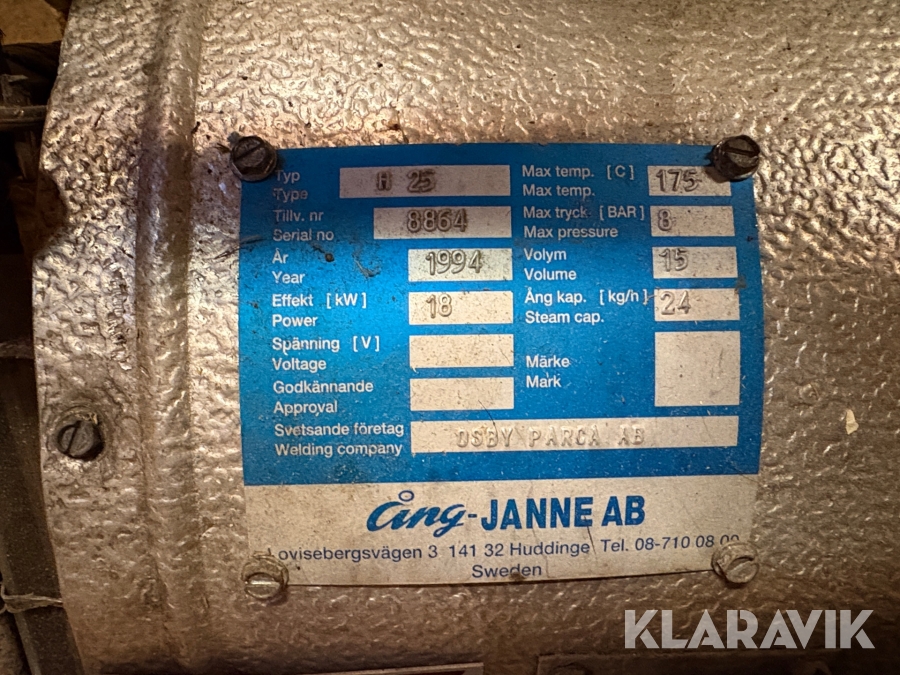 Typ
Type
H 25
Max temp. [C]
Max temp.
175
Tillv. nr
Serial no
8864
Max tryck [BAR]
Max pressure
8
År
Year
1994
Volym
Volume
15
Effekt [kW]
Power
18
Ång kap. [kg/h]
Steam cap.
24
Spänning [V]
Voltage
Märke
Mark
Godkännande
Approval
Svetsande företag
Welding company
OSBY PARCA AB
ång-JANNE AB
Lovisebergsvägen 3 141 32 Huddinge Tel. 08-710 08 00
Sweden
KLARAVIK